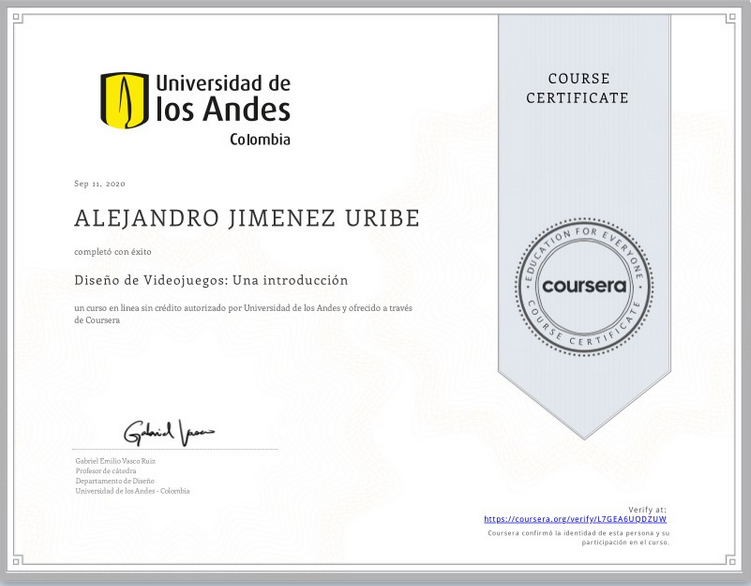 Universidad de
los Andes
Colombia
COURSE
CERTIFICATE
Sep 11, 2020
ALEJANDRO JIMENEZ URIBE
completó con éxito
Diseño de Videojuegos: Una introducción
un curso en línea sin crédito autorizado por Universidad de los Andes y ofrecido a través
de Coursera
EDUCATION FOR EVERYONE
coursera
COURSE CERTIFICATE
Gabriel Vasco
Gabriel Emilio Vasco Ruiz
Profesor de cátedra
Departamento de Diseño
Universidad de los Andes - Colombia
Verify at:
https://coursera.org/verify/L7GEA6UQDZUW
Coursera confirmó la identidad de esta persona y su
participación en el curso.